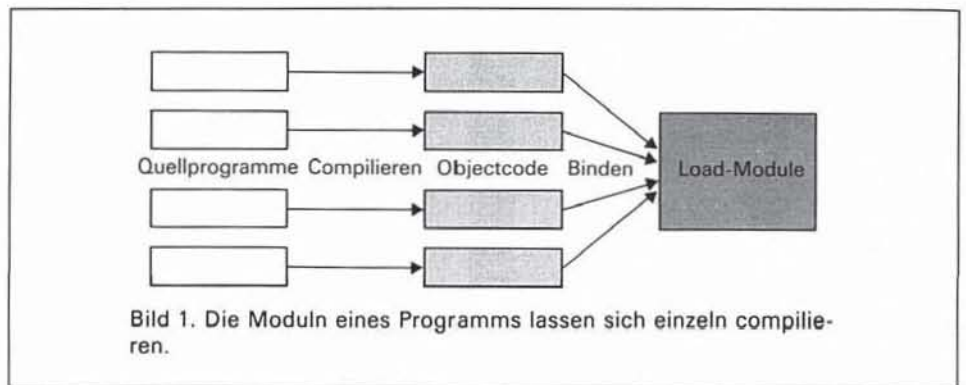 Quellprogramme Compilieren Objectcode Binden Load-Module
Bild 1. Die Moduln eines Programms lassen sich einzeln compilie-
ren.